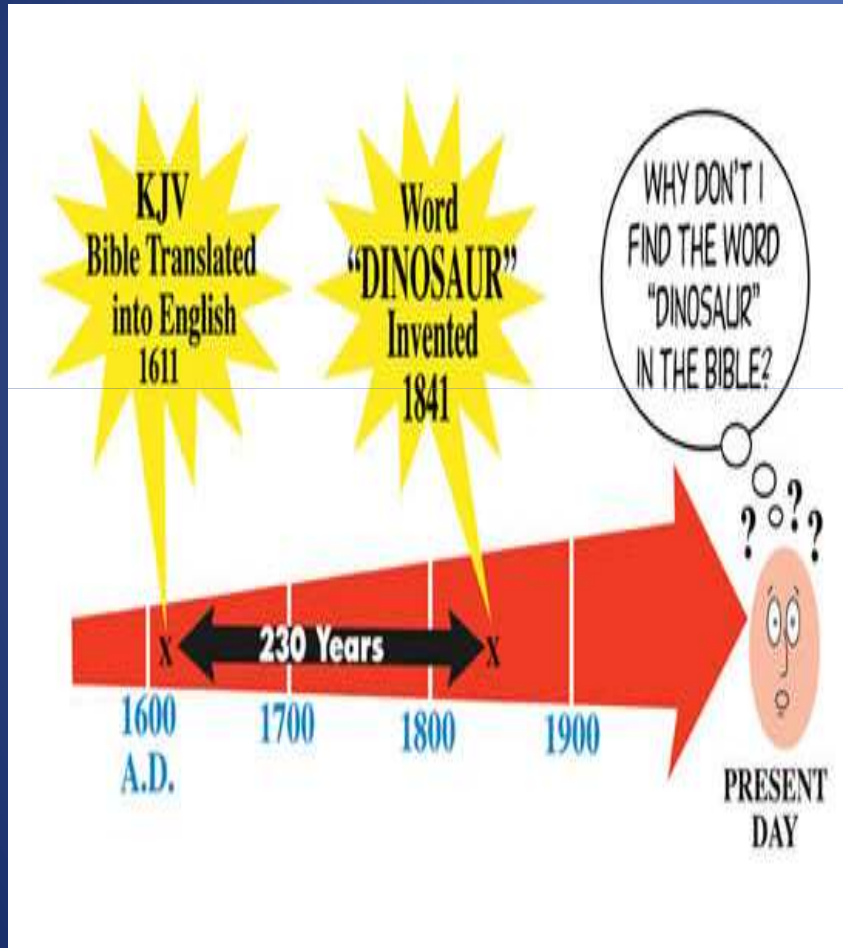 KJV
Bible Translated
into English
1611
Word
“DINOSAUR”
Invented
1841
WHY DON'T I
FIND THE WORD
“DINOSAUR”
IN THE BIBLE?
? ? ?
x 230 Years x
1600
A.D.
1700
1800
1900
PRESENT
DAY